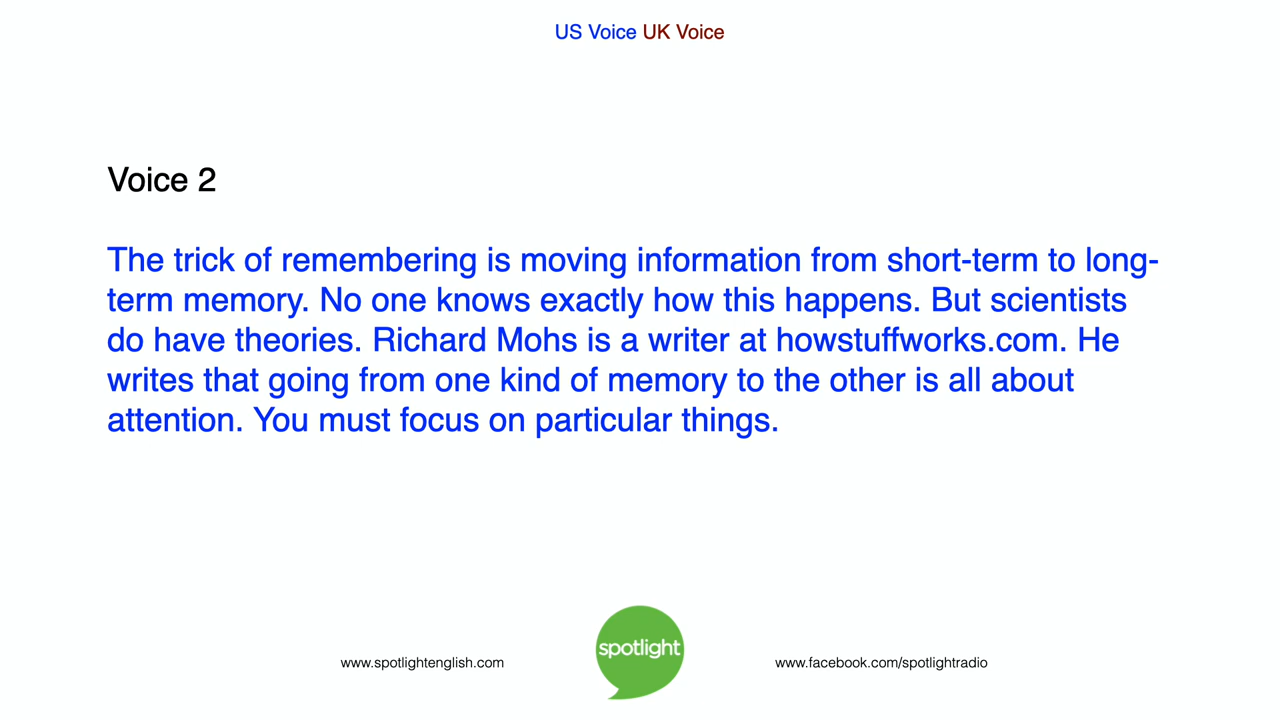 US Voice UK Voice
Voice 2
The trick of remembering is moving information from short-term to long-
term memory. No one knows exactly how this happens. But scientists
do have theories. Richard Mohs is a writer at howstuffworks.com. He
writes that going from one kind of memory to the other is all about
attention. You must focus on particular things.
www.spotlightenglish.com
spotlight
www.facebook.com/spotlightradio